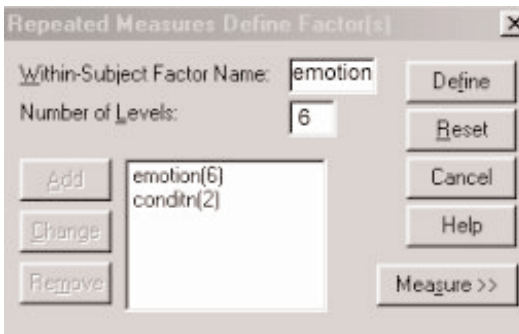 Repeated Measures Define Factor(s)
Within-Subject Factor Name: emotion
Define
Number of Levels: 6
Reset
Add
emotion(6)
conditn(2)
Cancel
Change
Help
Remove
Measure >>